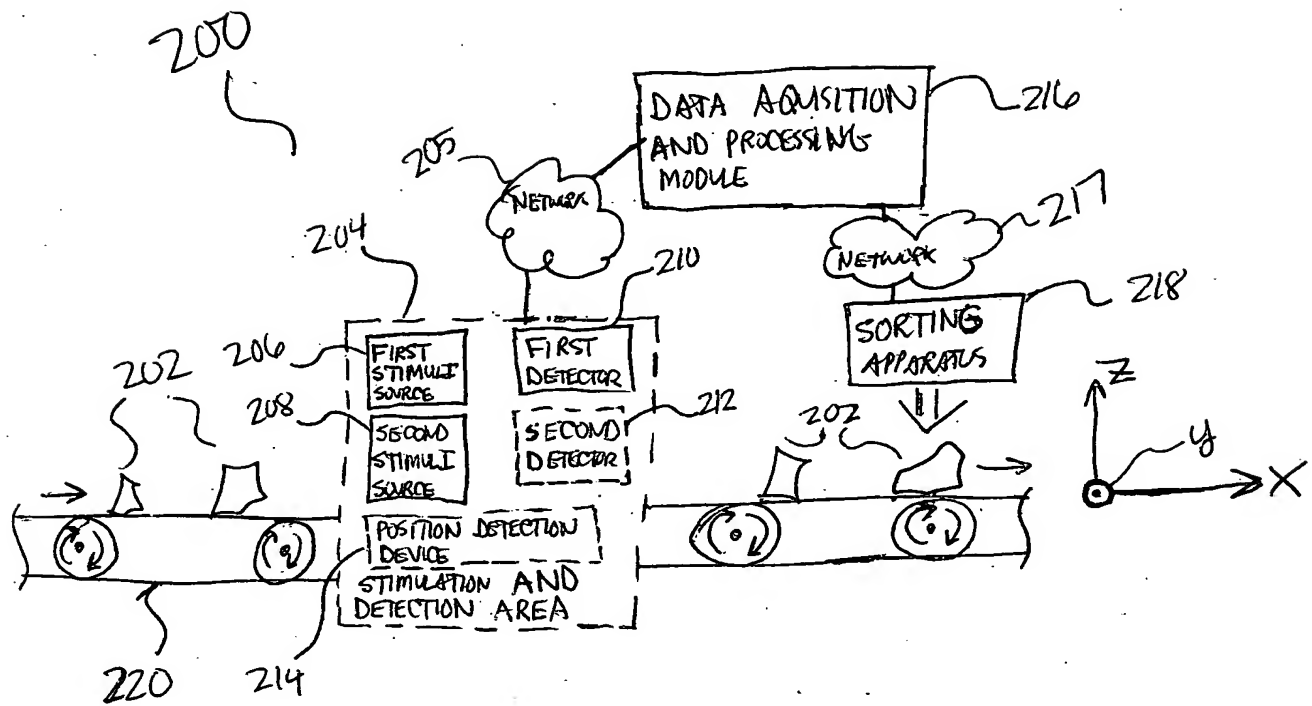 200
DATA AQUSITION
AND PROCESSING
MODULE
216
205
NETWORK
217
NETWORK
204
210
218
SORTING
APPARATUS
206
FIRST
STIMULI
SOURCE
FIRST
DETECTOR
202
208
SECOND
STIMULI
SOURCE
212
SECOND
DETECTOR
202
Z
y
X
POSITION DETECTION
DEVICE
STIMULATION AND
DETECTION AREA
220
214